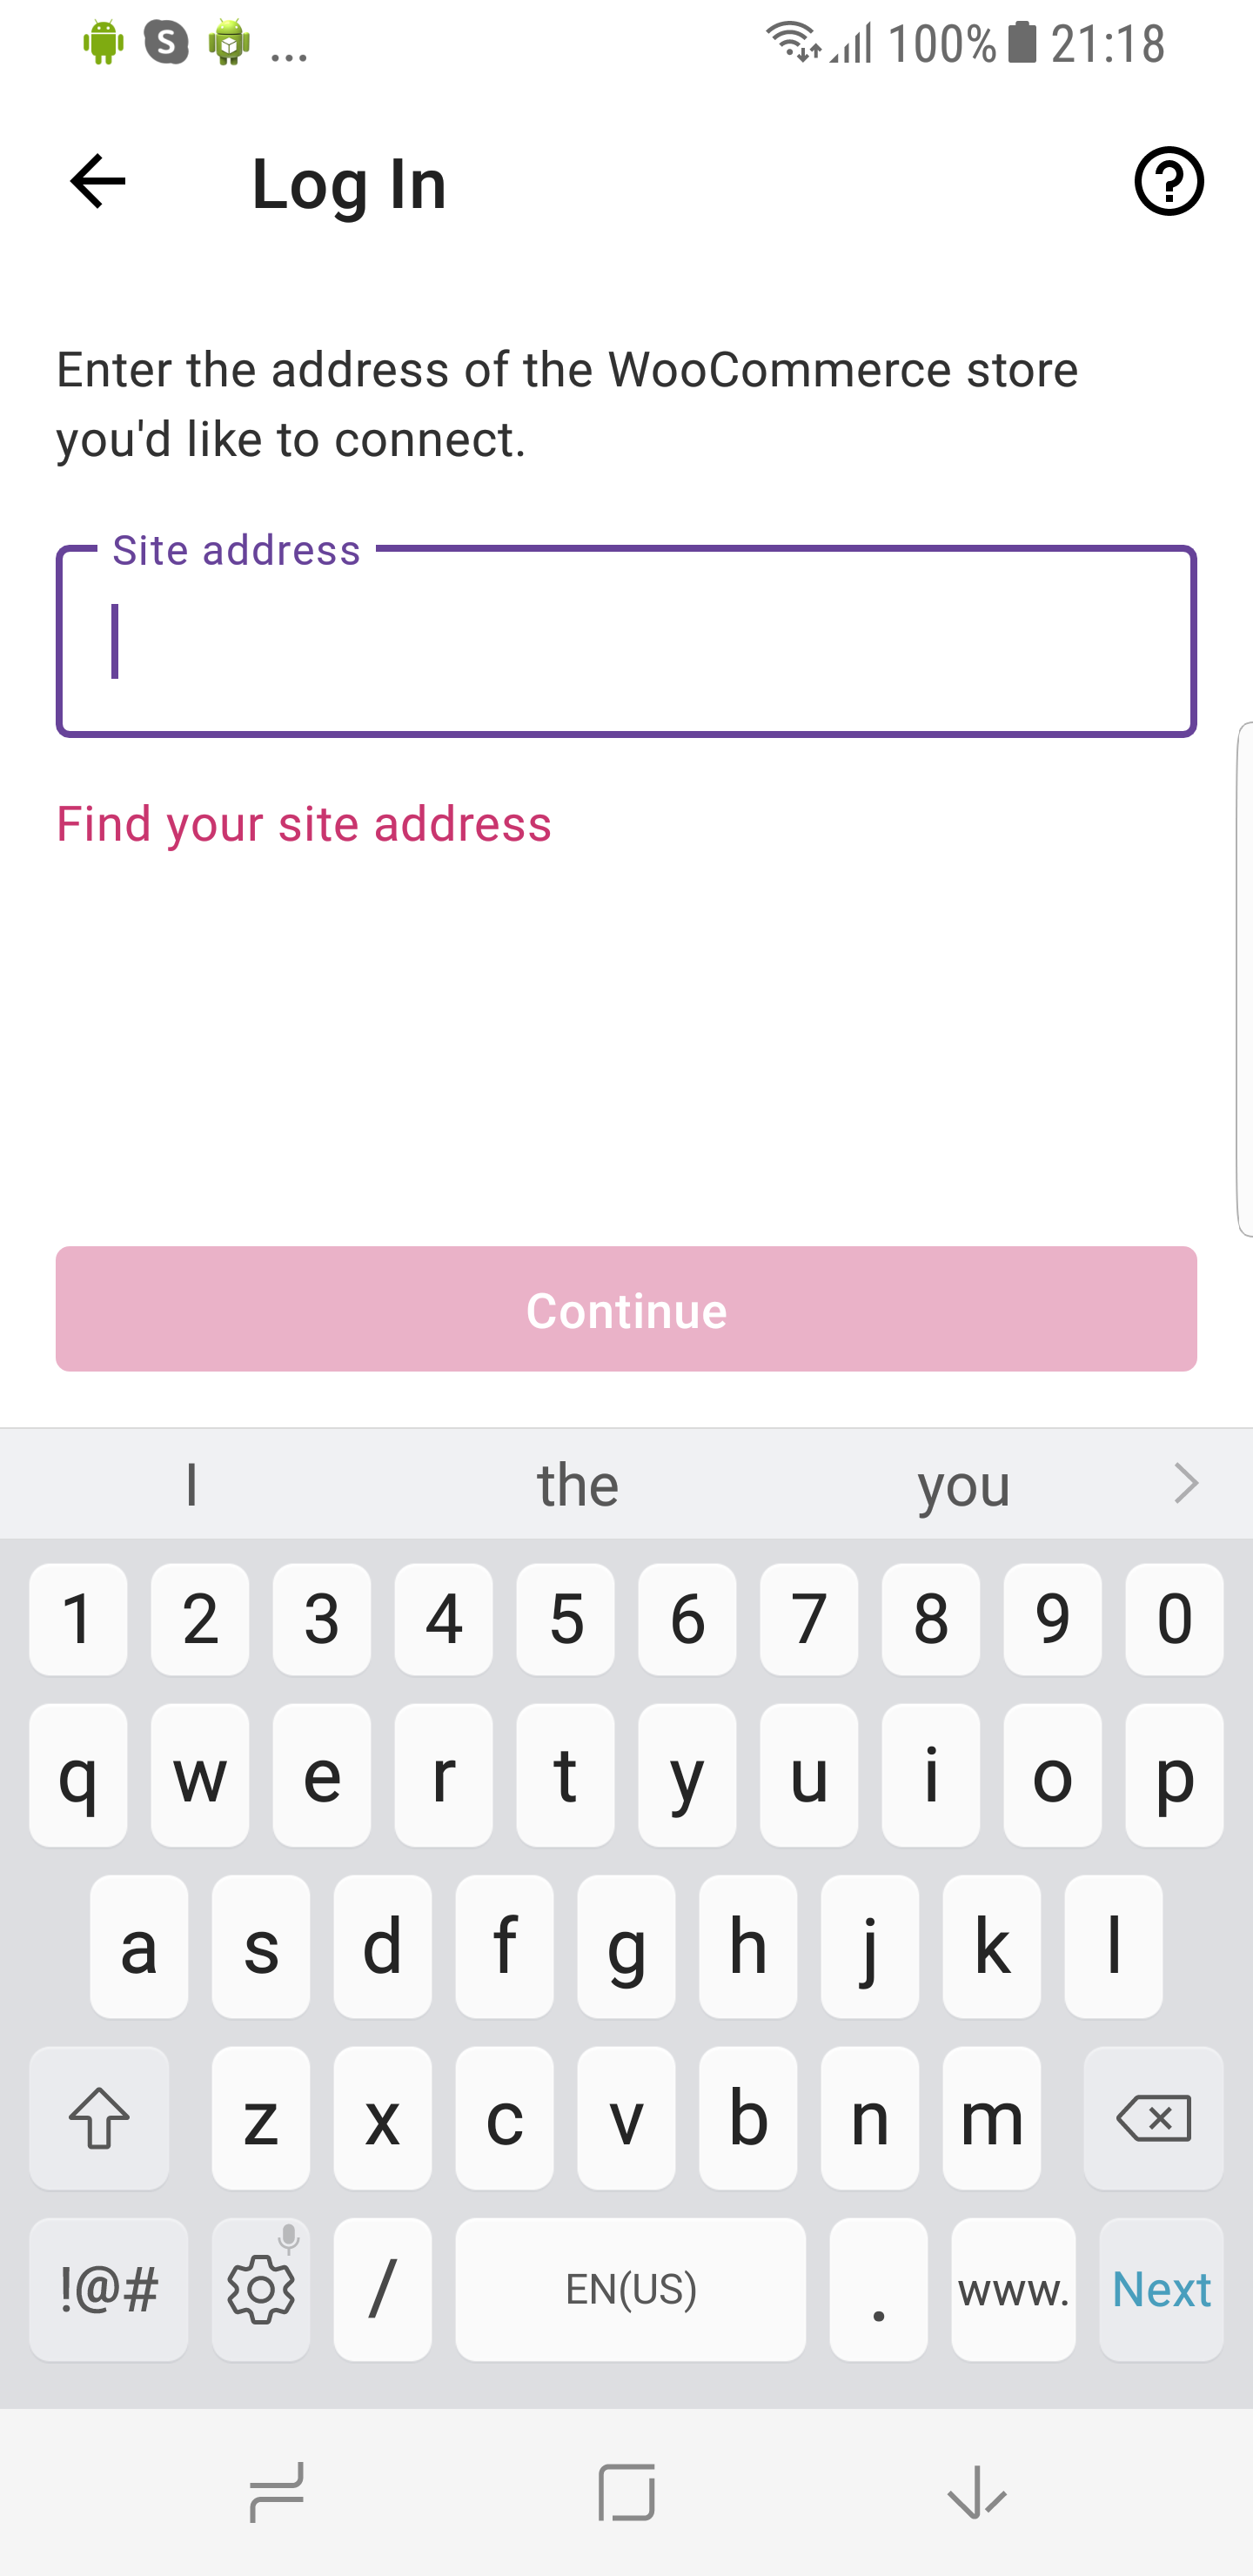 ... 100% 21:18
Log In
Enter the address of the WooCommerce store
you'd like to connect.
Site address
Find your site address
Continue
I the you
1 2 3 4 5 6 7 8 9 0
q w e r t y u i o p
a s d f g h j k l
z x c v b n m
!@# / EN(US) . www. Next